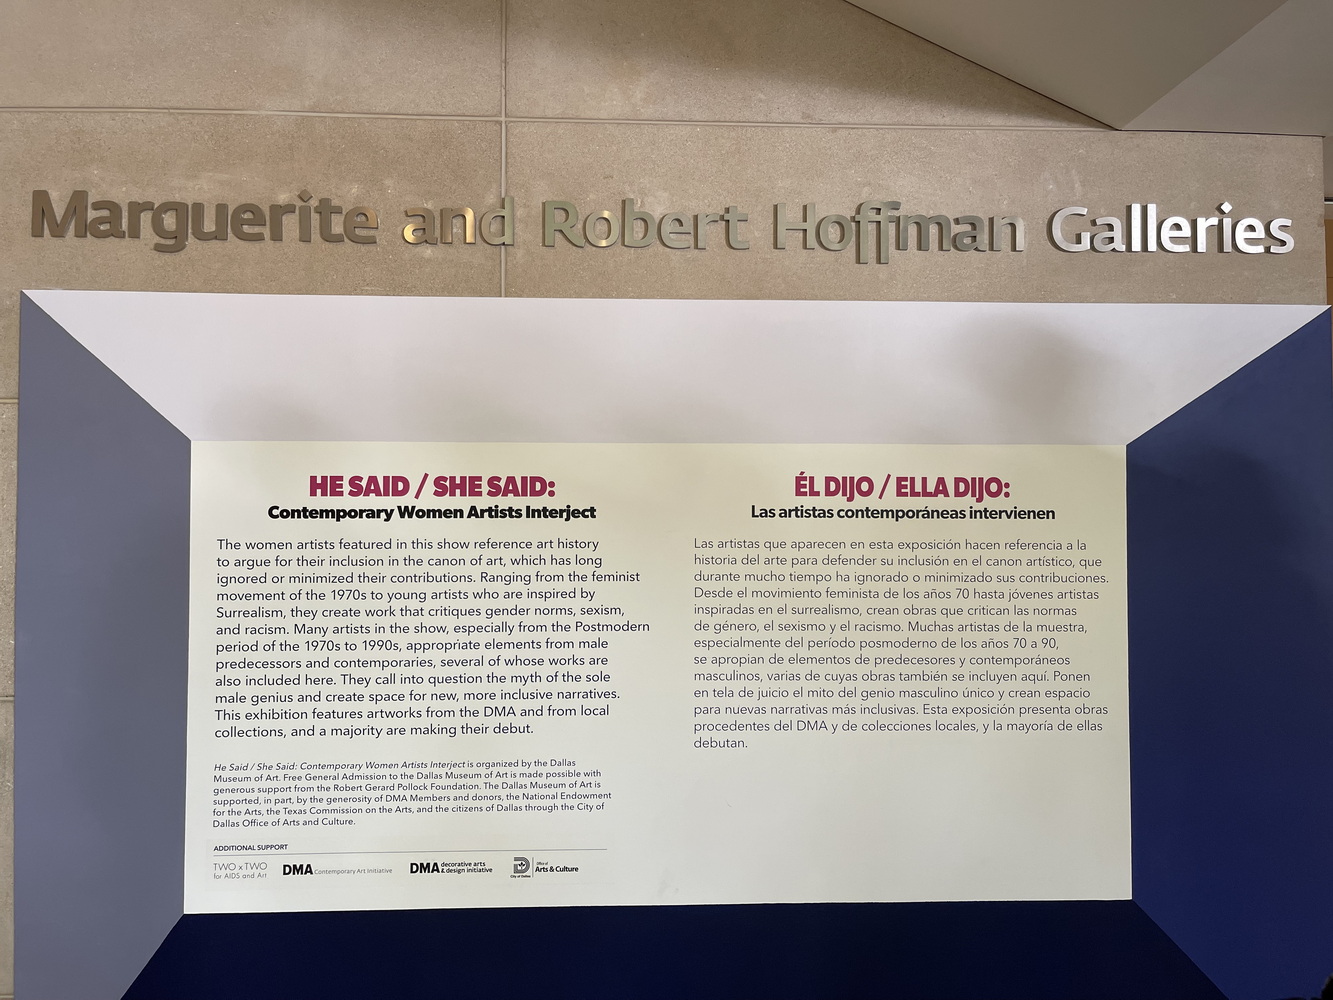 Marguerite and Robert Hoffman Galleries
HE SAID / SHE SAID:
Contemporary Women Artists Interject
The women artists featured in this show reference art history
to argue for their inclusion in the canon of art, which has long
ignored or minimized their contributions. Ranging from the feminist
movement of the 1970s to young artists who are inspired by
Surrealism, they create work that critiques gender norms, sexism,
and racism. Many artists in the show, especially from the Postmodern
period of the 1970s to 1990s, appropriate elements from male
predecessors and contemporaries, several of whose works are
also included here. They call into question the myth of the sole
male genius and create space for new, more inclusive narratives.
This exhibition features artworks from the DMA and from local
collections, and a majority are making their debut.
He Said / She Said: Contemporary Women Artists Interject is organized by the Dallas
Museum of Art. Free General Admission to the Dallas Museum of Art is made possible with
generous support from the Robert Gerard Pollock Foundation. The Dallas Museum of Art is
supported, in part, by the generosity of DMA Members and donors, the National Endowment
for the Arts, the Texas Commission on the Arts, and the citizens of Dallas through the City of
Dallas Office of Arts and Culture.
ADDITIONAL SUPPORT
TWO x TWO
for AIDS and Art
DMA Contemporary Art Initiative
DMA decorative arts
& design initiative
City of Dallas
Office of
Arts & Culture
ÉL DIJO / ELLA DIJO:
Las artistas contemporáneas intervienen
Las artistas que aparecen en esta exposición hacen referencia a la
historia del arte para defender su inclusión en el canon artístico, que
durante mucho tiempo ha ignorado o minimizado sus contribuciones.
Desde el movimiento feminista de los años 70 hasta jóvenes artistas
inspiradas en el surrealismo, crean obras que critican las normas
de género, el sexismo y el racismo. Muchas artistas de la muestra,
especialmente del período posmoderno de los años 70 a 90,
se apropian de elementos de predecesores y contemporáneos
masculinos, varias de cuyas obras también se incluyen aquí. Ponen
en tela de juicio el mito del genio masculino único y crean espacio
para nuevas narrativas más inclusivas. Esta exposición presenta obras
procedentes del DMA y de colecciones locales, y la mayoría de ellas
debutan.